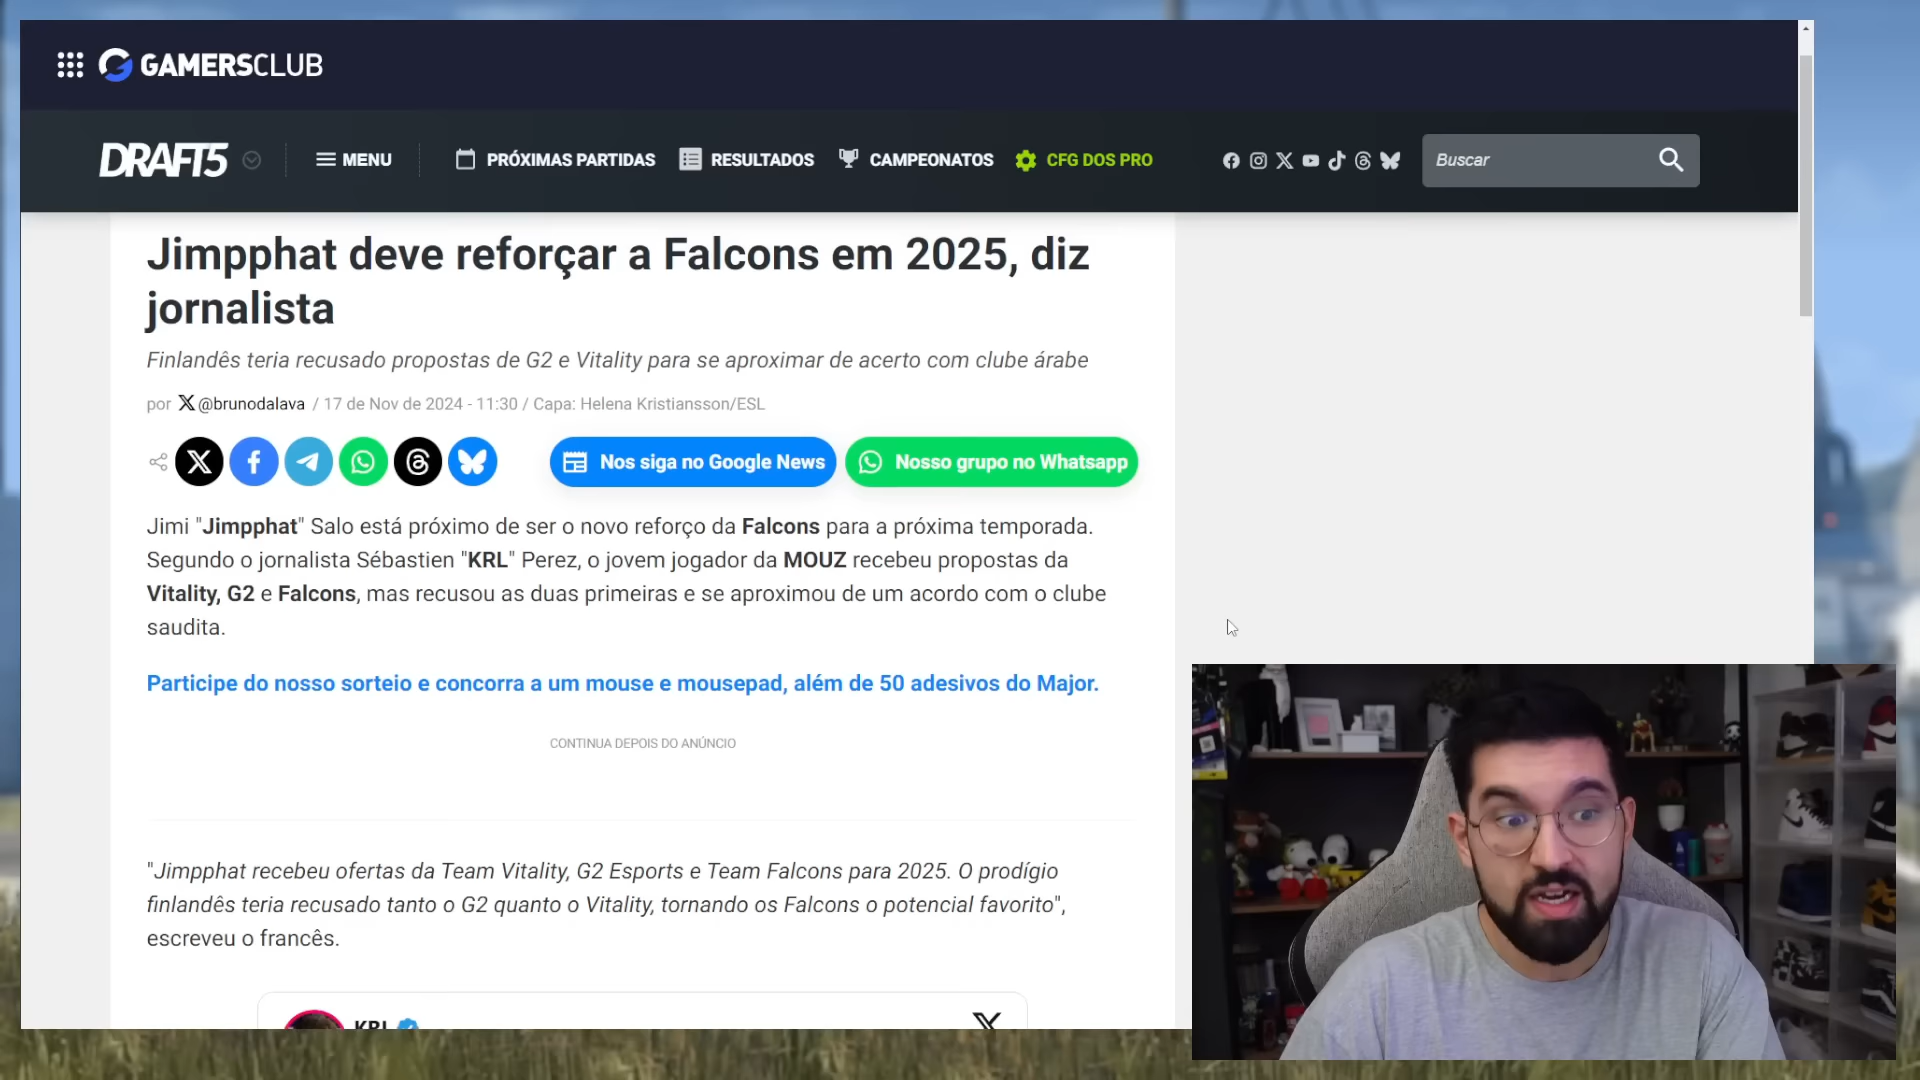 GAMERSCLUB
DRAFT5
MENU
PRÓXIMAS PARTIDAS
RESULTADOS
CAMPEONATOS
CFG DOS PRO
Buscar
Jimpphat deve reforçar a Falcons em 2025, diz
jornalista
Finlandês teria recusado propostas de G2 e Vitality para se aproximar de acerto com clube árabe
por @brunodalava / 17 de Nov de 2024 - 11:30 / Capa: Helena Kristiansson/ESL
Nos siga no Google News
Nosso grupo no Whatsapp
Jimi "Jimpphat" Salo está próximo de ser o novo reforço da Falcons para a próxima temporada.
Segundo o jornalista Sébastien "KRL" Perez, o jovem jogador da MOUZ recebeu propostas da
Vitality, G2 e Falcons, mas recusou as duas primeiras e se aproximou de um acordo com o clube
saudita.
Participe do nosso sorteio e concorra a um mouse e mousepad, além de 50 adesivos do Major.
CONTINUA DEPOIS DO ANÚNCIO
"Jimpphat recebeu ofertas da Team Vitality, G2 Esports e Team Falcons para 2025. O prodígio
finlandês teria recusado tanto o G2 quanto o Vitality, tornando os Falcons o potencial favorito",
escreveu o francês.
KRL